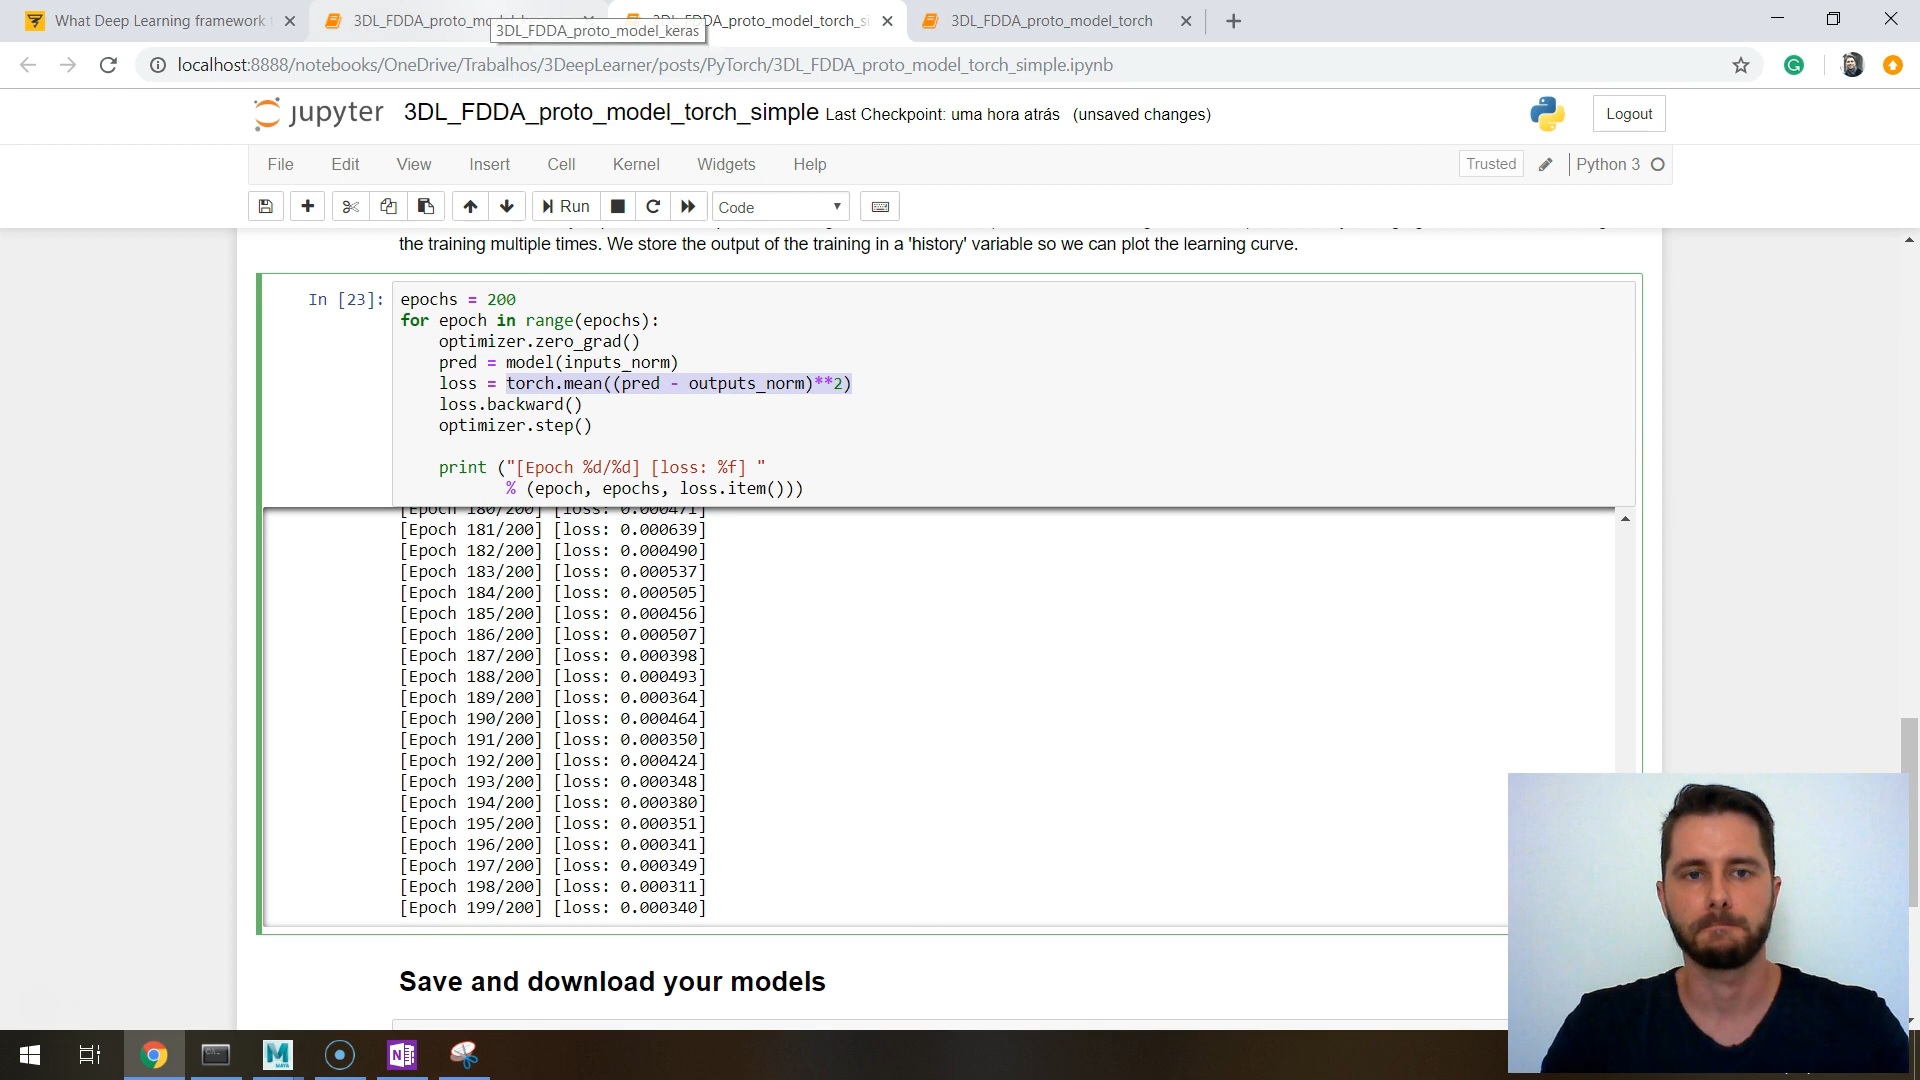 What Deep Learning framework
3DL_FDDA_proto_model_torch_si
3DL_FDDA_proto_model_torch
3DL_FDDA_proto_model_keras
localhost:8888/notebooks/OneDrive/Trabalhos/3DeepLearner/posts/PyTorch/3DL_FDDA_proto_model_torch_simple.ipynb
jupyter 3DL_FDDA_proto_model_torch_simple Last Checkpoint: uma hora atrás (unsaved changes)
Logout
File Edit View Insert Cell Kernel Widgets Help
Trusted Python 3
Run Code
the training multiple times. We store the output of the training in a 'history' variable so we can plot the learning curve.
In [23]: epochs = 200
for epoch in range(epochs):
optimizer.zero_grad()
pred = model(inputs_norm)
loss = torch.mean((pred - outputs_norm)**2)
loss.backward()
optimizer.step()
print ("[Epoch %d/%d] [loss: %f] "
% (epoch, epochs, loss.item()))
[Epoch 180/200] [loss: 0.000471]
[Epoch 181/200] [loss: 0.000639]
[Epoch 182/200] [loss: 0.000490]
[Epoch 183/200] [loss: 0.000537]
[Epoch 184/200] [loss: 0.000505]
[Epoch 185/200] [loss: 0.000456]
[Epoch 186/200] [loss: 0.000507]
[Epoch 187/200] [loss: 0.000398]
[Epoch 188/200] [loss: 0.000493]
[Epoch 189/200] [loss: 0.000364]
[Epoch 190/200] [loss: 0.000464]
[Epoch 191/200] [loss: 0.000350]
[Epoch 192/200] [loss: 0.000424]
[Epoch 193/200] [loss: 0.000348]
[Epoch 194/200] [loss: 0.000380]
[Epoch 195/200] [loss: 0.000351]
[Epoch 196/200] [loss: 0.000341]
[Epoch 197/200] [loss: 0.000349]
[Epoch 198/200] [loss: 0.000311]
[Epoch 199/200] [loss: 0.000340]
Save and download your models